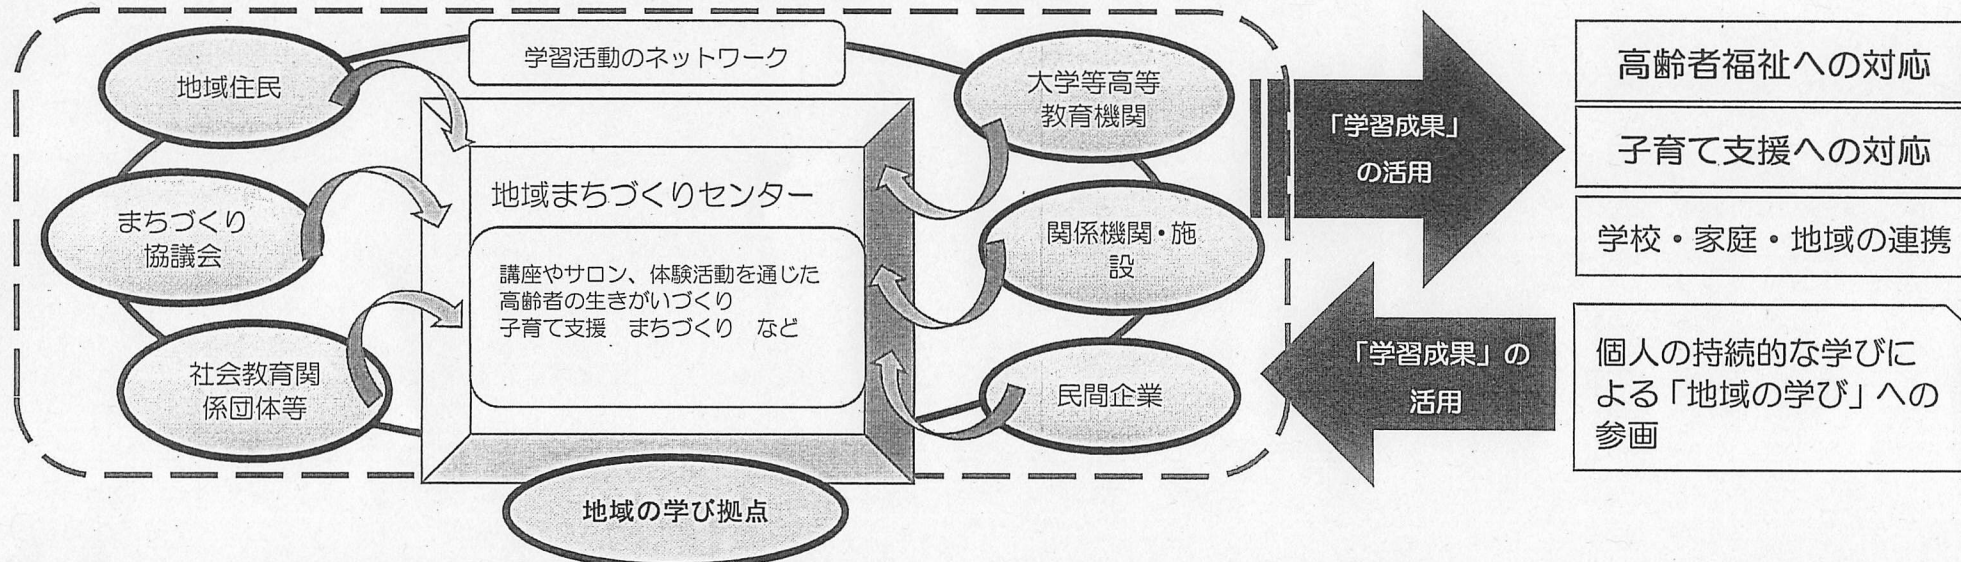 学習活動のネットワーク
地域住民
まちづくり
協議会
社会教育関
係団体等
地域まちづくりセンター
講座やサロン、体験活動を通じた
高齢者の生きがいづくり
子育て支援　まちづくり　など
地域の学び拠点
大学等高等
教育機関
関係機関・施
設
民間企業
「学習成果」
の活用
「学習成果」の
活用
高齢者福祉への対応
子育て支援への対応
学校・家庭・地域の連携
個人の持続的な学びに
よる「地域の学び」への
参画